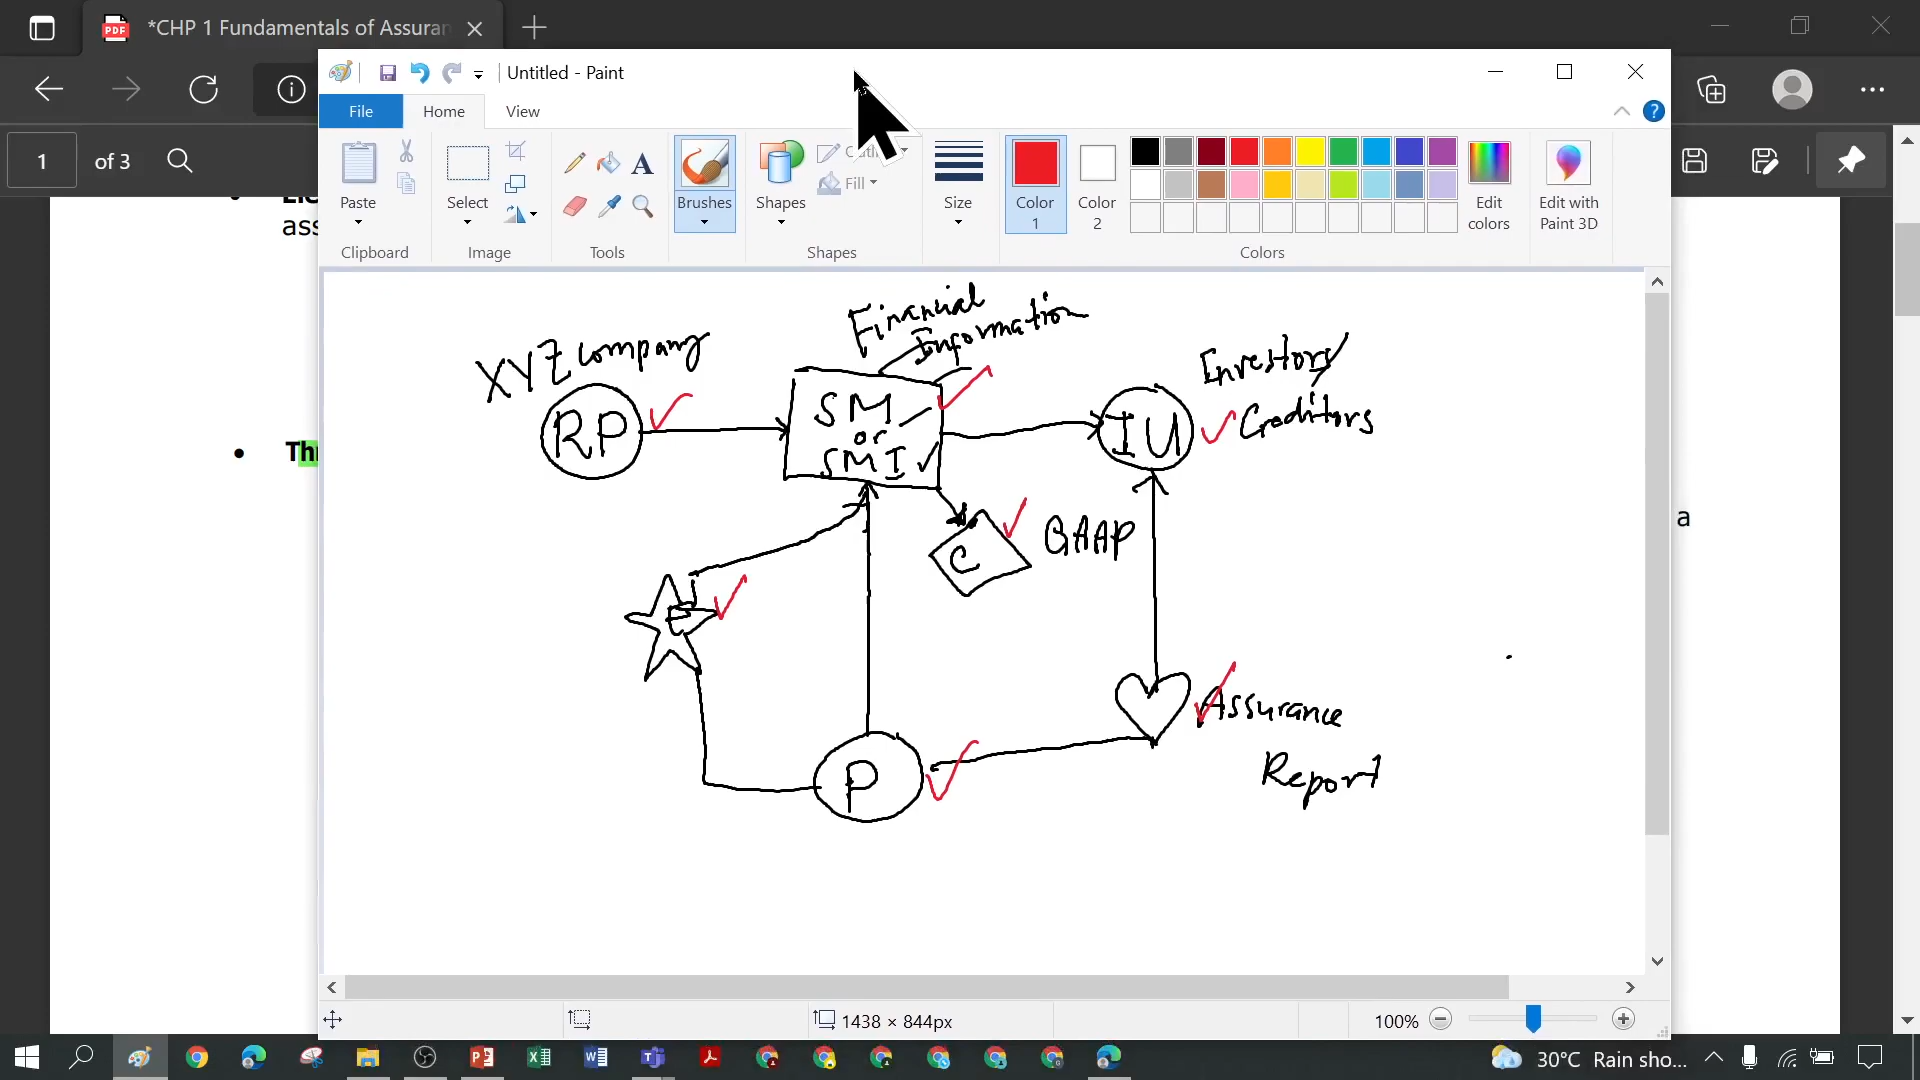 *CHP 1 Fundamentals of Assuran
1 of 3
Untitled - Paint
File Home View
Paste
Select
Brushes
Shapes
Fill
Size
Color 1
Color 2
Edit colors
Edit with Paint 3D
Clipboard
Image
Tools
Shapes
Colors
ass
Thr
a
Financial
Information
XYZ company
Investors/
Creditors
RP
SM
or
SMI
IU
C
GAAP
E
P
Assurance
Report
1438 × 844px
100%
30°C Rain sho...